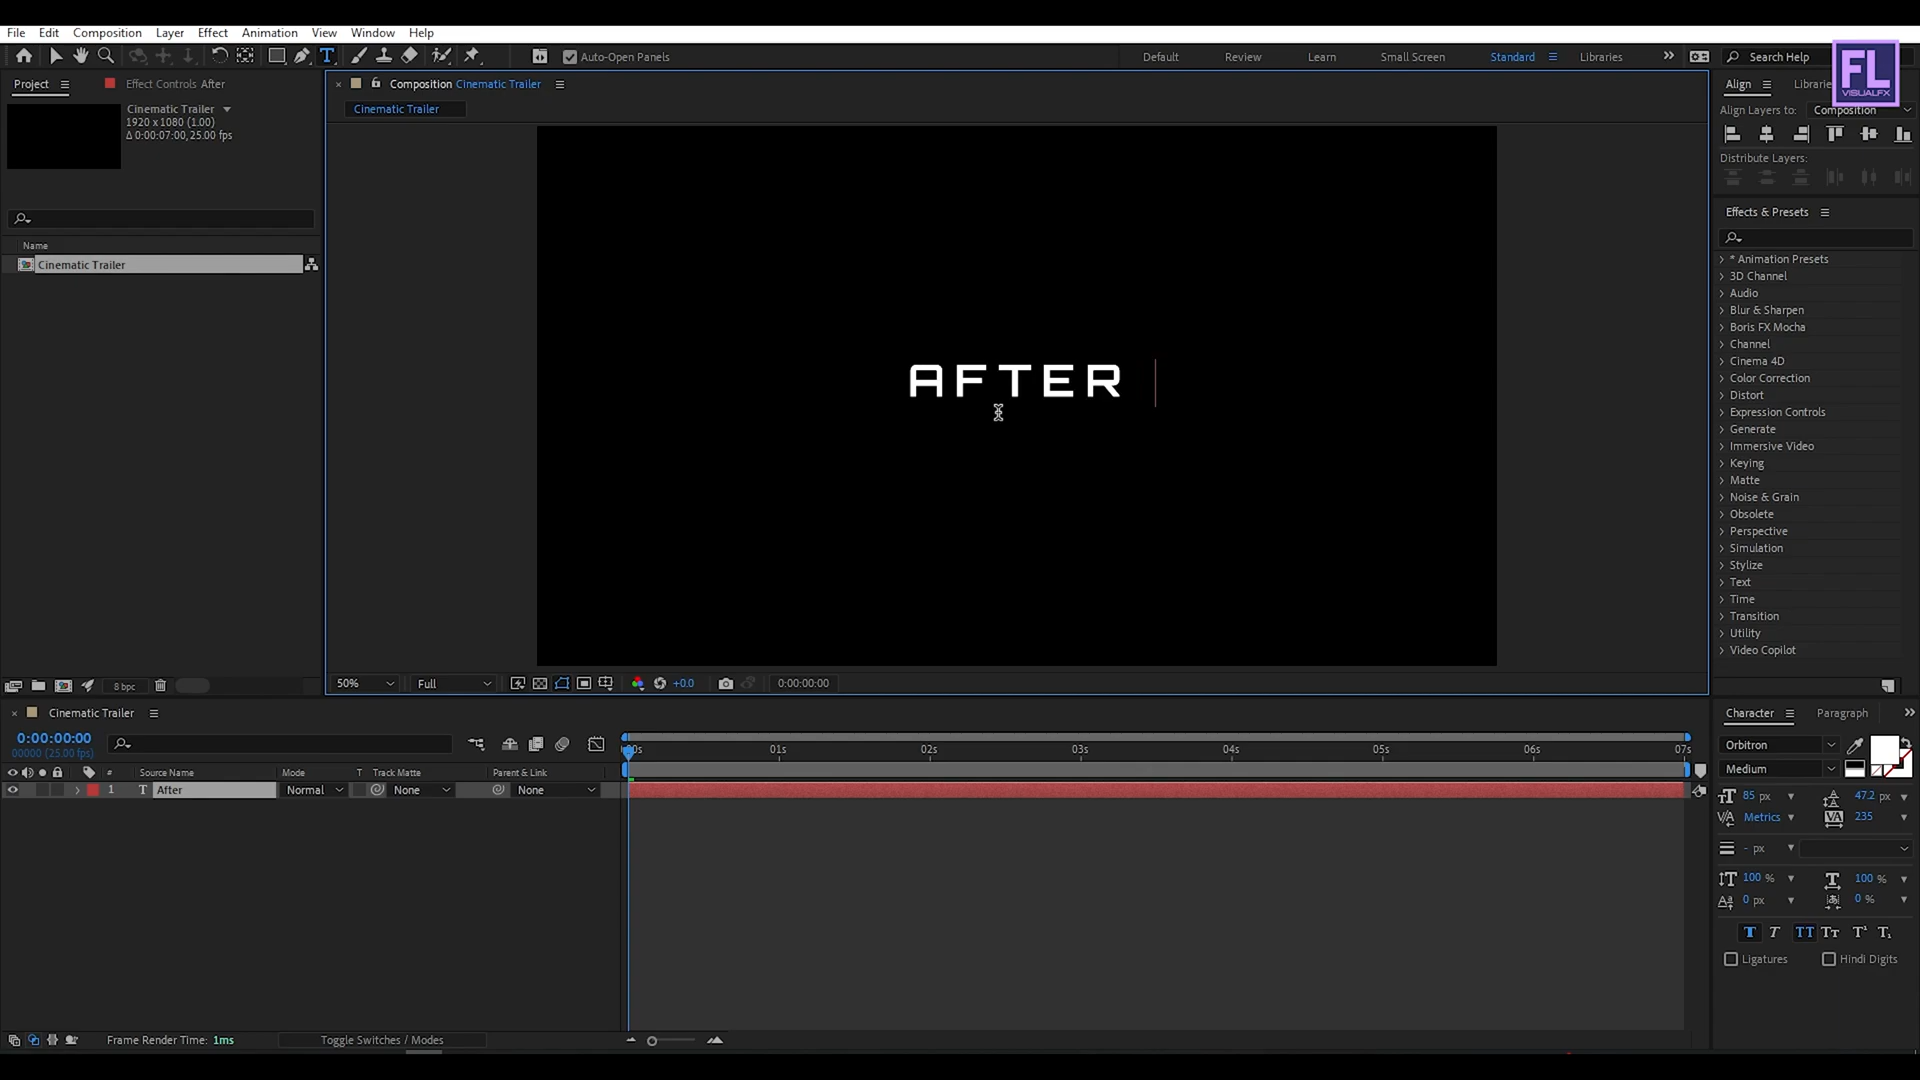 File Edit Composition Layer Effect Animation View Window Help
Auto-Open Panels
Default Review Learn Small Screen Standard Libraries
Search Help
FL
VISUALFX
Project
Effect Controls After
Cinematic Trailer
1920 x 1080 (1.00)
Δ 0:00:07:00, 25.00 fps
Name
Cinematic Trailer
8 bpc
Composition Cinematic Trailer
Cinematic Trailer
AFTER
50%
Full
+0.0
0:00:00:00
Align
Librarie
Align Layers to:
Composition
Distribute Layers:
Effects & Presets
* Animation Presets
3D Channel
Audio
Blur & Sharpen
Boris FX Mocha
Channel
Cinema 4D
Color Correction
Distort
Expression Controls
Generate
Immersive Video
Keying
Matte
Noise & Grain
Obsolete
Perspective
Simulation
Stylize
Text
Time
Transition
Utility
Video Copilot
Cinematic Trailer
0:00:00:00
00000 (25.00 fps)
# Source Name Mode T Track Matte Parent & Link
1 T After Normal None None
:00s 01s 02s 03s 04s 05s 06s 07s
Frame Render Time: 1ms
Toggle Switches / Modes
Character
Paragraph
Orbitron
Medium
85 px
47.2 px
Metrics
235
- px
100 %
100 %
0 px
0 %
T T TT Tt T¹ T₁
Ligatures
Hindi Digits